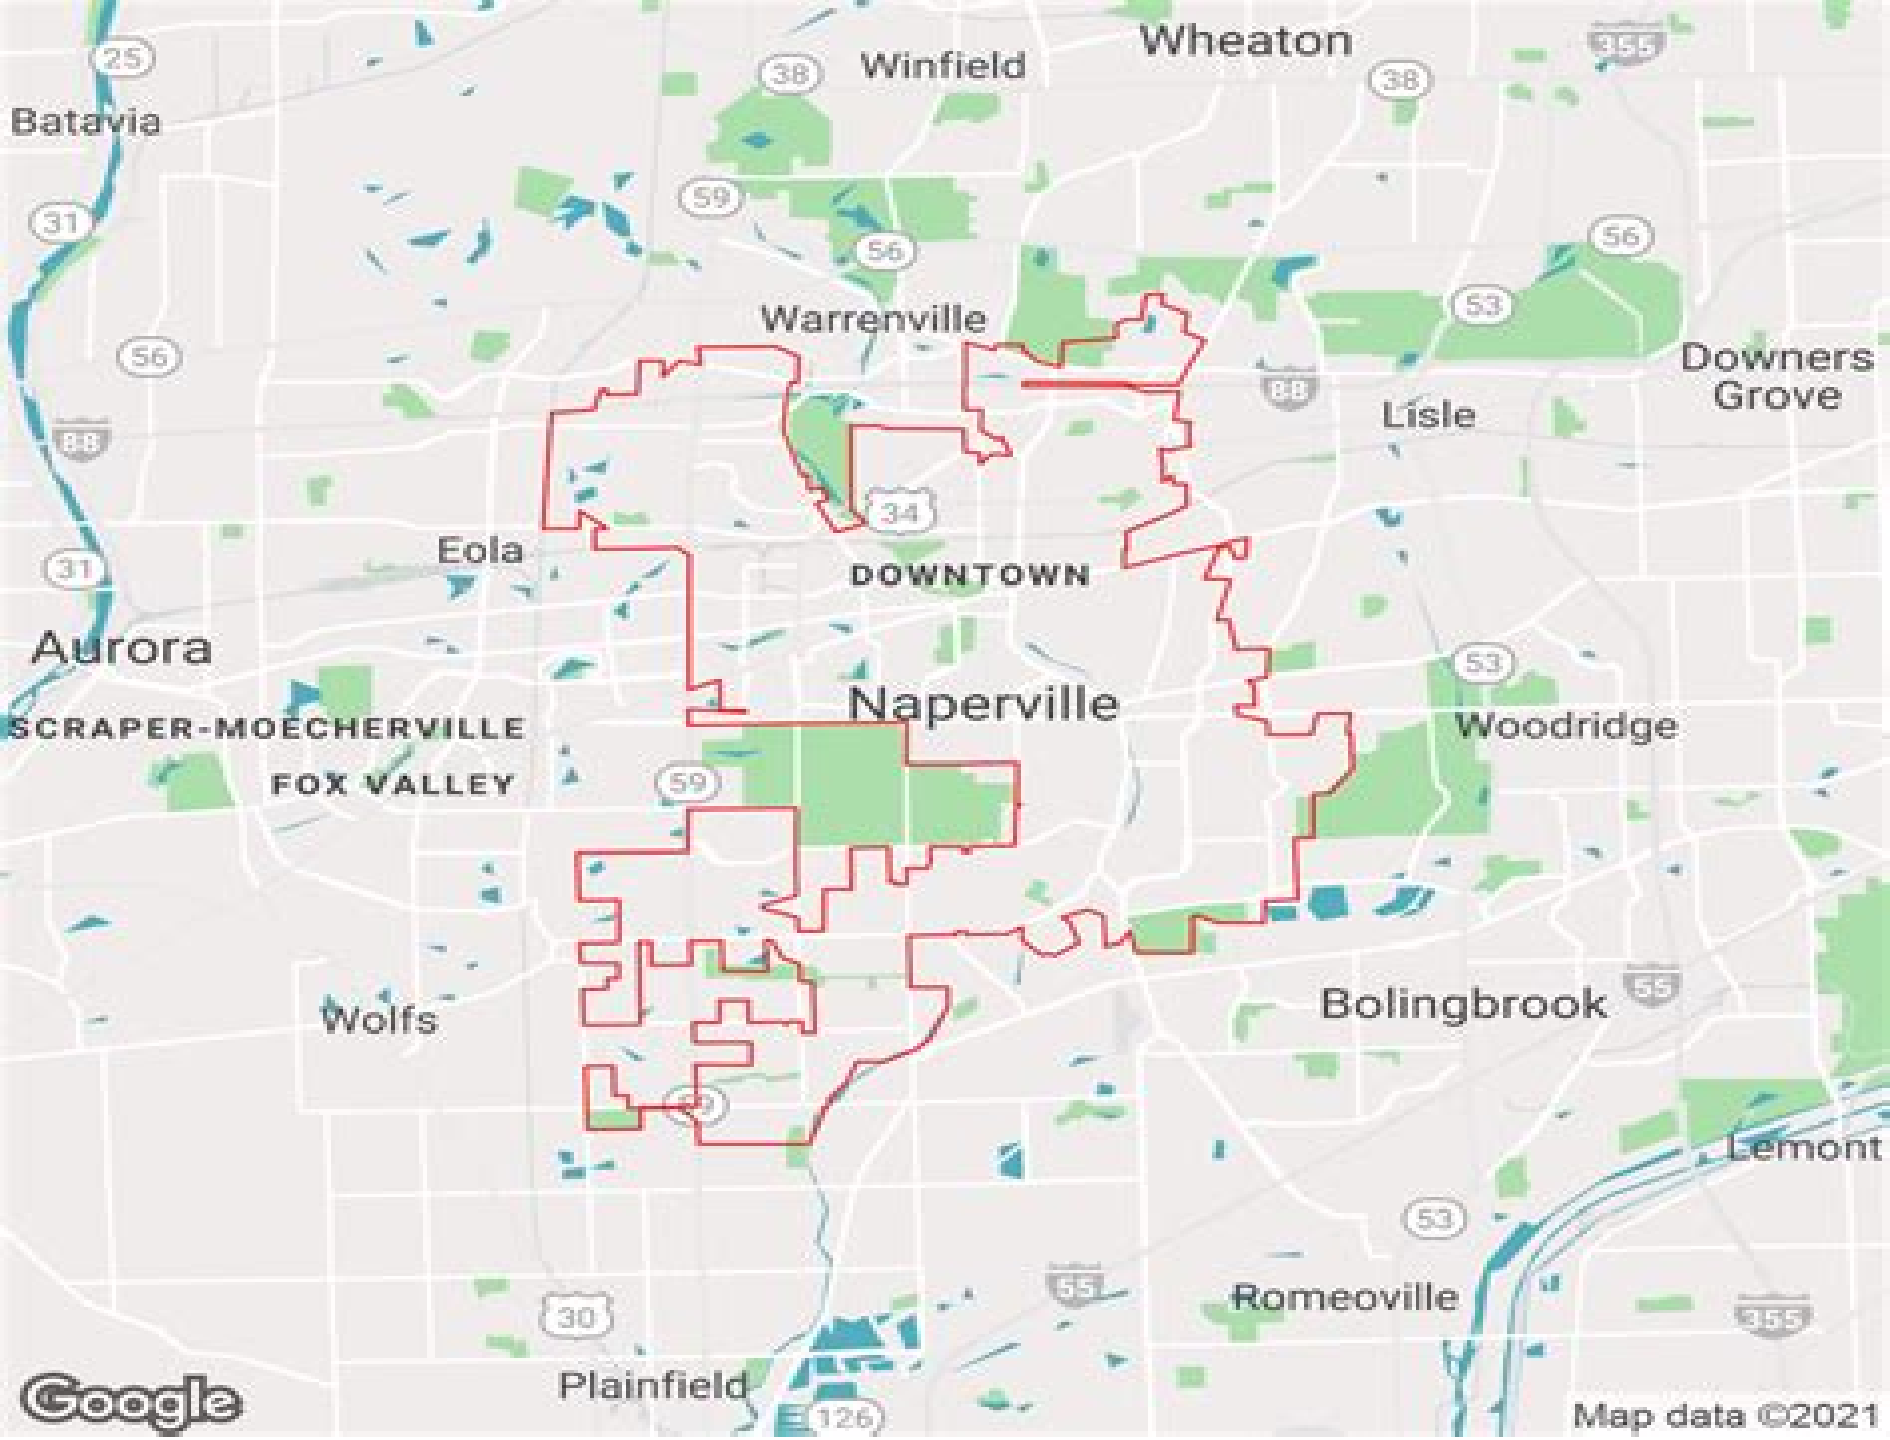 Wheaton
355
25
Winfield
38
38
Batavia
59
31
56
56
53
Warrenville
56
Downers
Grove
88
Lisle
88
34
Eola
31
DOWNTOWN
Aurora
53
Naperville
SCRAPER-MOECHERVILLE
Woodridge
FOX VALLEY
59
55
Bolingbrook
Wolfs
Lemont
53
55
Romeoville
30
355
Plainfield
Google
126
Map data ©2021